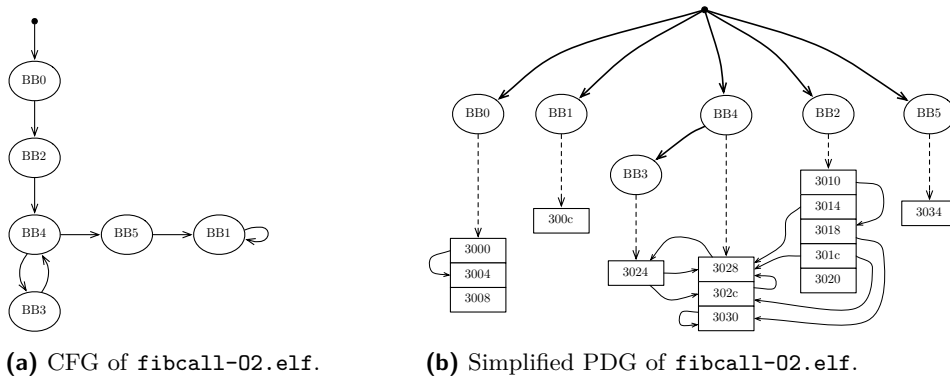 BB0
BB2
BB4
BB5
BB1
BB3
(a) CFG of fibcall-O2.elf.
BB0
BB1
BB4
BB2
BB5
BB3
3010
3014
3018
301c
3020
300c
3034
3000
3004
3008
3024
3028
302c
3030
(b) Simplified PDG of fibcall-O2.elf.